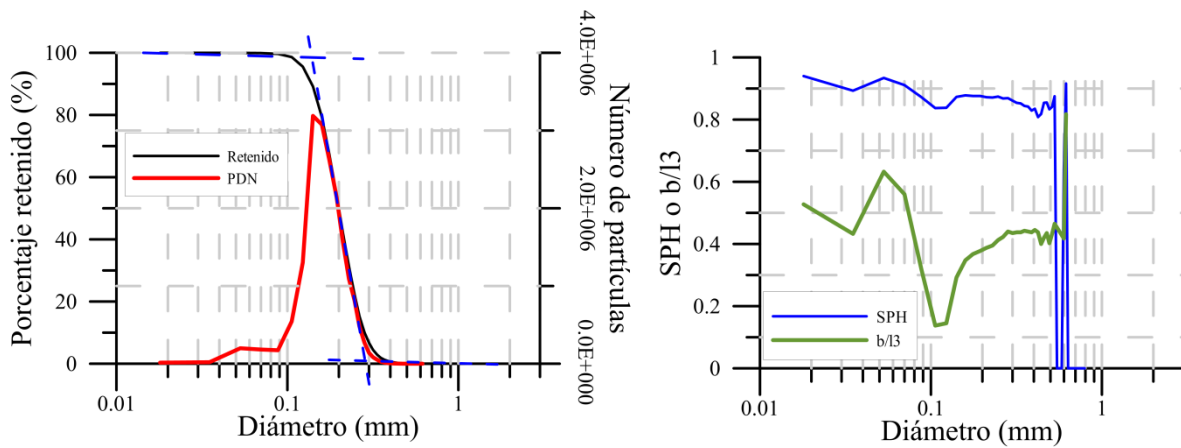 Porcentaje retenido (%)
100
80
60
40
20
0
Retenido
PDN
4.0E+006
2.0E+006
0.0E+000
Número de partículas
0.01
0.1
1
Diámetro (mm)
SPH o b/l3
1
0.8
0.6
0.4
0.2
0
SPH
b/l3
0.01
0.1
1
Diámetro (mm)